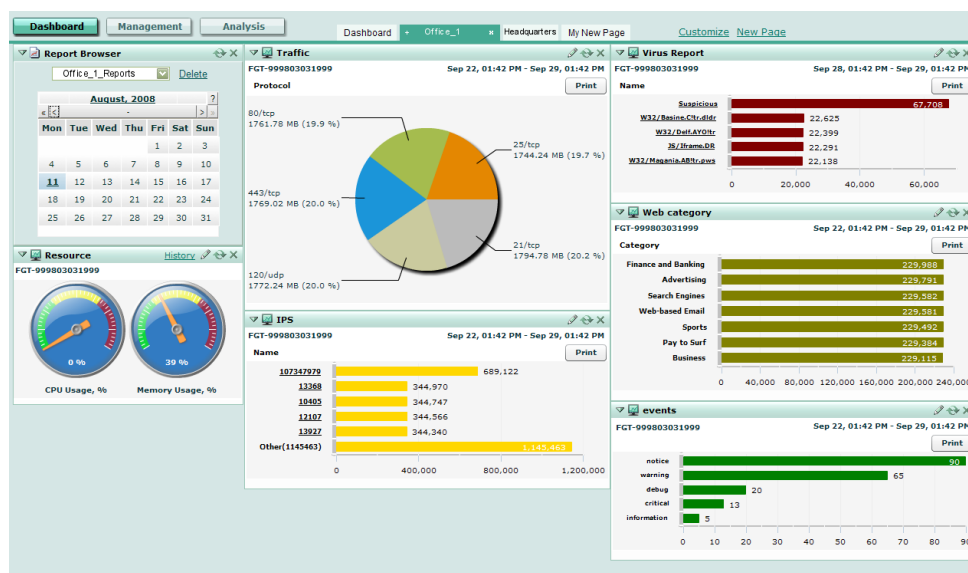 Dashboard Management Analysis
Dashboard + Office_1 × Headquarters My New Page Customize New Page
Report Browser
Office_1_Reports Delete
August, 2008 ?
« < - > »
Mon Tue Wed Thu Fri Sat Sun
1 2 3
4 5 6 7 8 9 10
11 12 13 14 15 16 17
18 19 20 21 22 23 24
25 26 27 28 29 30 31
Resource History
FGT-999803031999
0 % 39 %
CPU Usage, % Memory Usage, %
Traffic
FGT-999803031999 Sep 22, 01:42 PM - Sep 29, 01:42 PM
Protocol Print
80/tcp
1761.78 MB (19.9 %)
25/tcp
1744.24 MB (19.7 %)
443/tcp
1769.02 MB (20.0 %)
21/tcp
1794.78 MB (20.2 %)
120/udp
1772.24 MB (20.0 %)
IPS
FGT-999803031999 Sep 22, 01:42 PM - Sep 29, 01:42 PM
Name Print
107347979 689,122
13368 344,970
10405 344,747
12107 344,566
13927 344,340
Other(1145463) 1,145,463
0 400,000 800,000 1,200,000
Virus Report
FGT-999803031999 Sep 28, 01:42 PM - Sep 29, 01:42 PM
Name Print
Suspicious 67,708
W32/Basine.C!tr.dldr 22,625
W32/Delf.AYO!tr 22,399
JS/Iframe.DR 22,291
W32/Magania.AB!tr.pws 22,138
0 20,000 40,000 60,000
Web category
FGT-999803031999 Sep 22, 01:42 PM - Sep 29, 01:42 PM
Category Print
Finance and Banking 229,988
Advertising 229,791
Search Engines 229,582
Web-based Email 229,581
Sports 229,492
Pay to Surf 229,384
Business 229,115
0 40,000 80,000 120,000 160,000 200,000 240,000
events
FGT-999803031999 Sep 22, 01:42 PM - Sep 29, 01:42 PM
Print
notice 90
warning 65
debug 20
critical 13
information 5
0 10 20 30 40 50 60 70 80